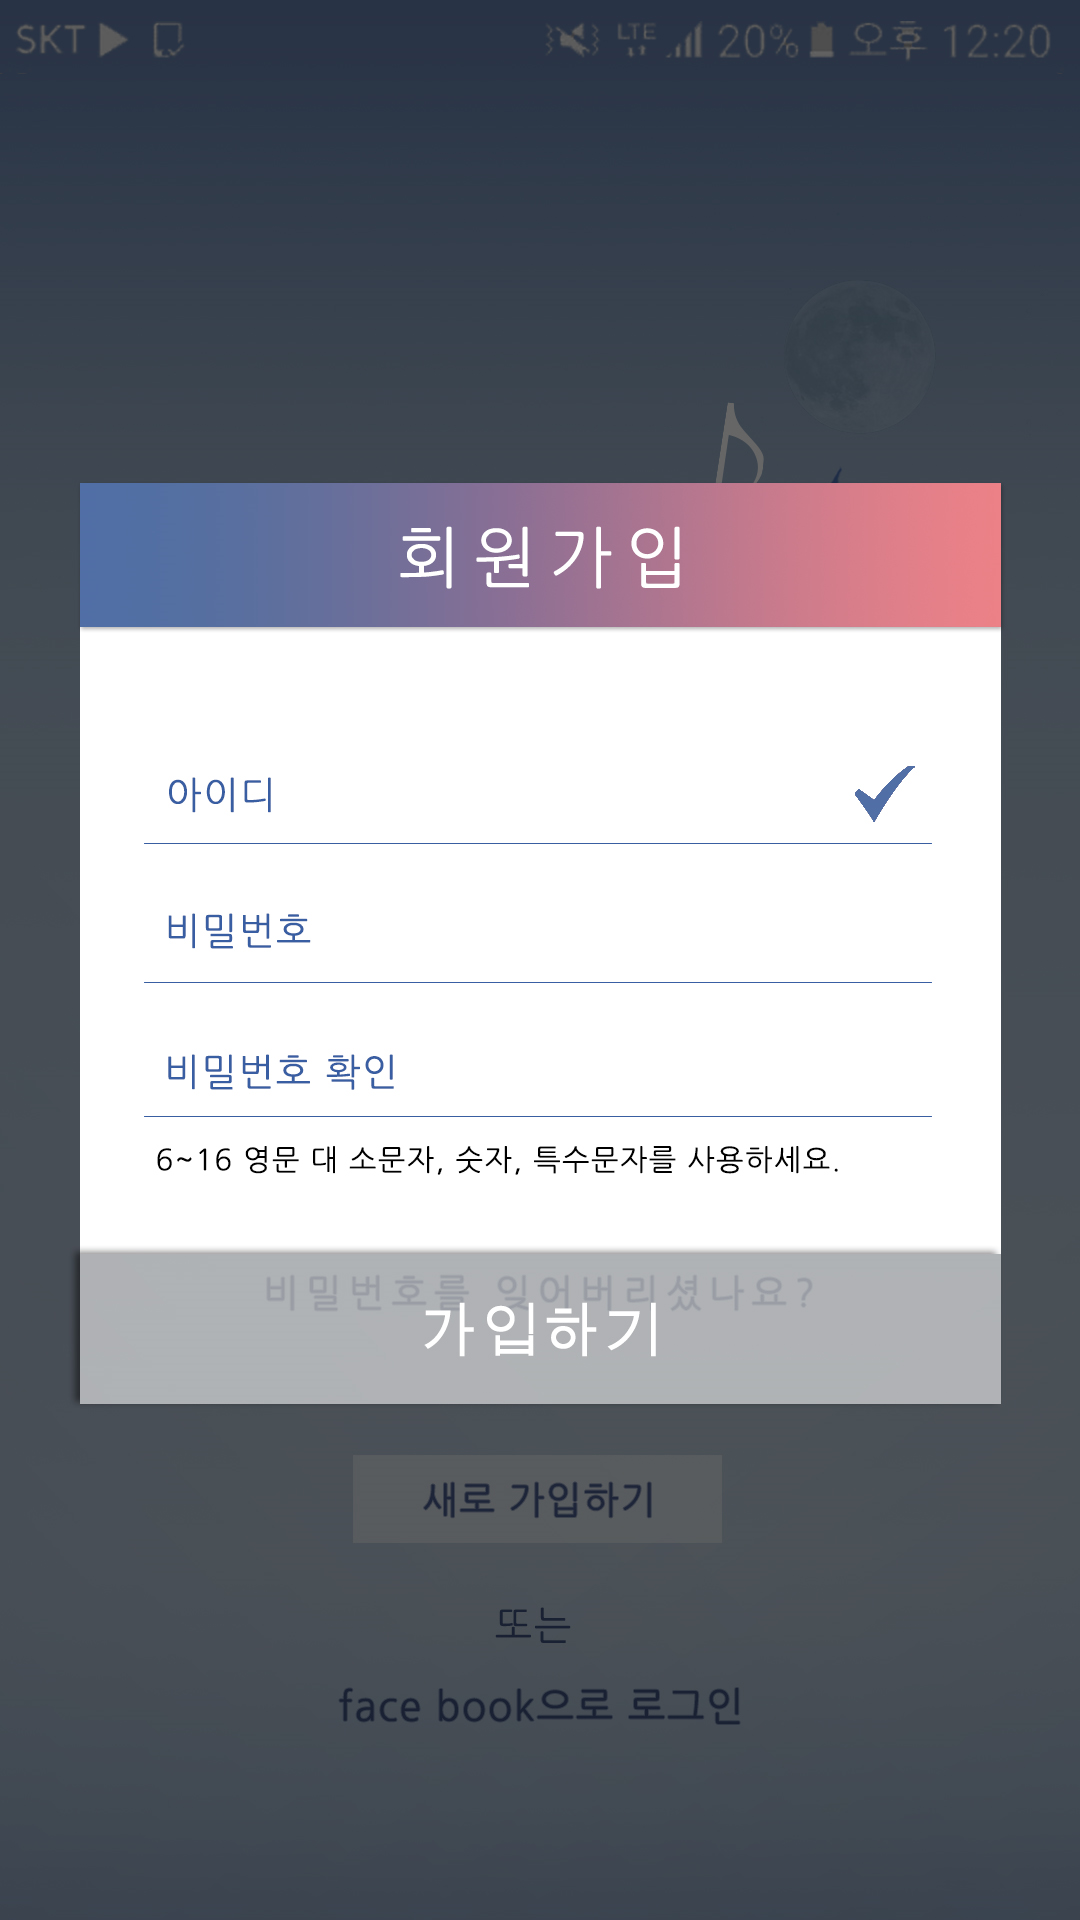 SKT LTE 20% 오후 12:20
회원가입
아이디
비밀번호
비밀번호 확인
6~16 영문 대 소문자, 숫자, 특수문자를 사용하세요.
비밀번호를 잊어버리셨나요?
가입하기
새로 가입하기
또는
face book으로 로그인